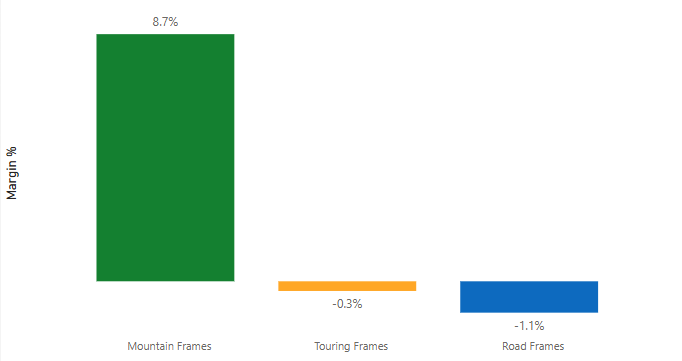 8.7%
Margin %
-0.3%
-1.1%
Mountain Frames
Touring Frames
Road Frames